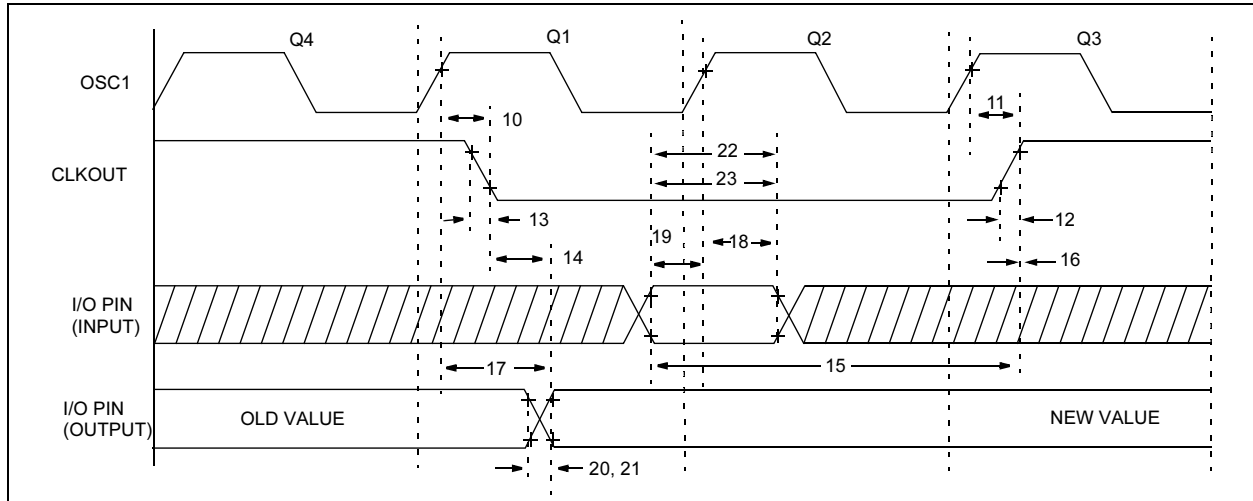 Q4 Q1 Q2 Q3
OSC1
10 11
22
CLKOUT
23
13 12
19 18
14 16
I/O PIN
(INPUT)
17 15
I/O PIN
(OUTPUT)
OLD VALUE NEW VALUE
20, 21